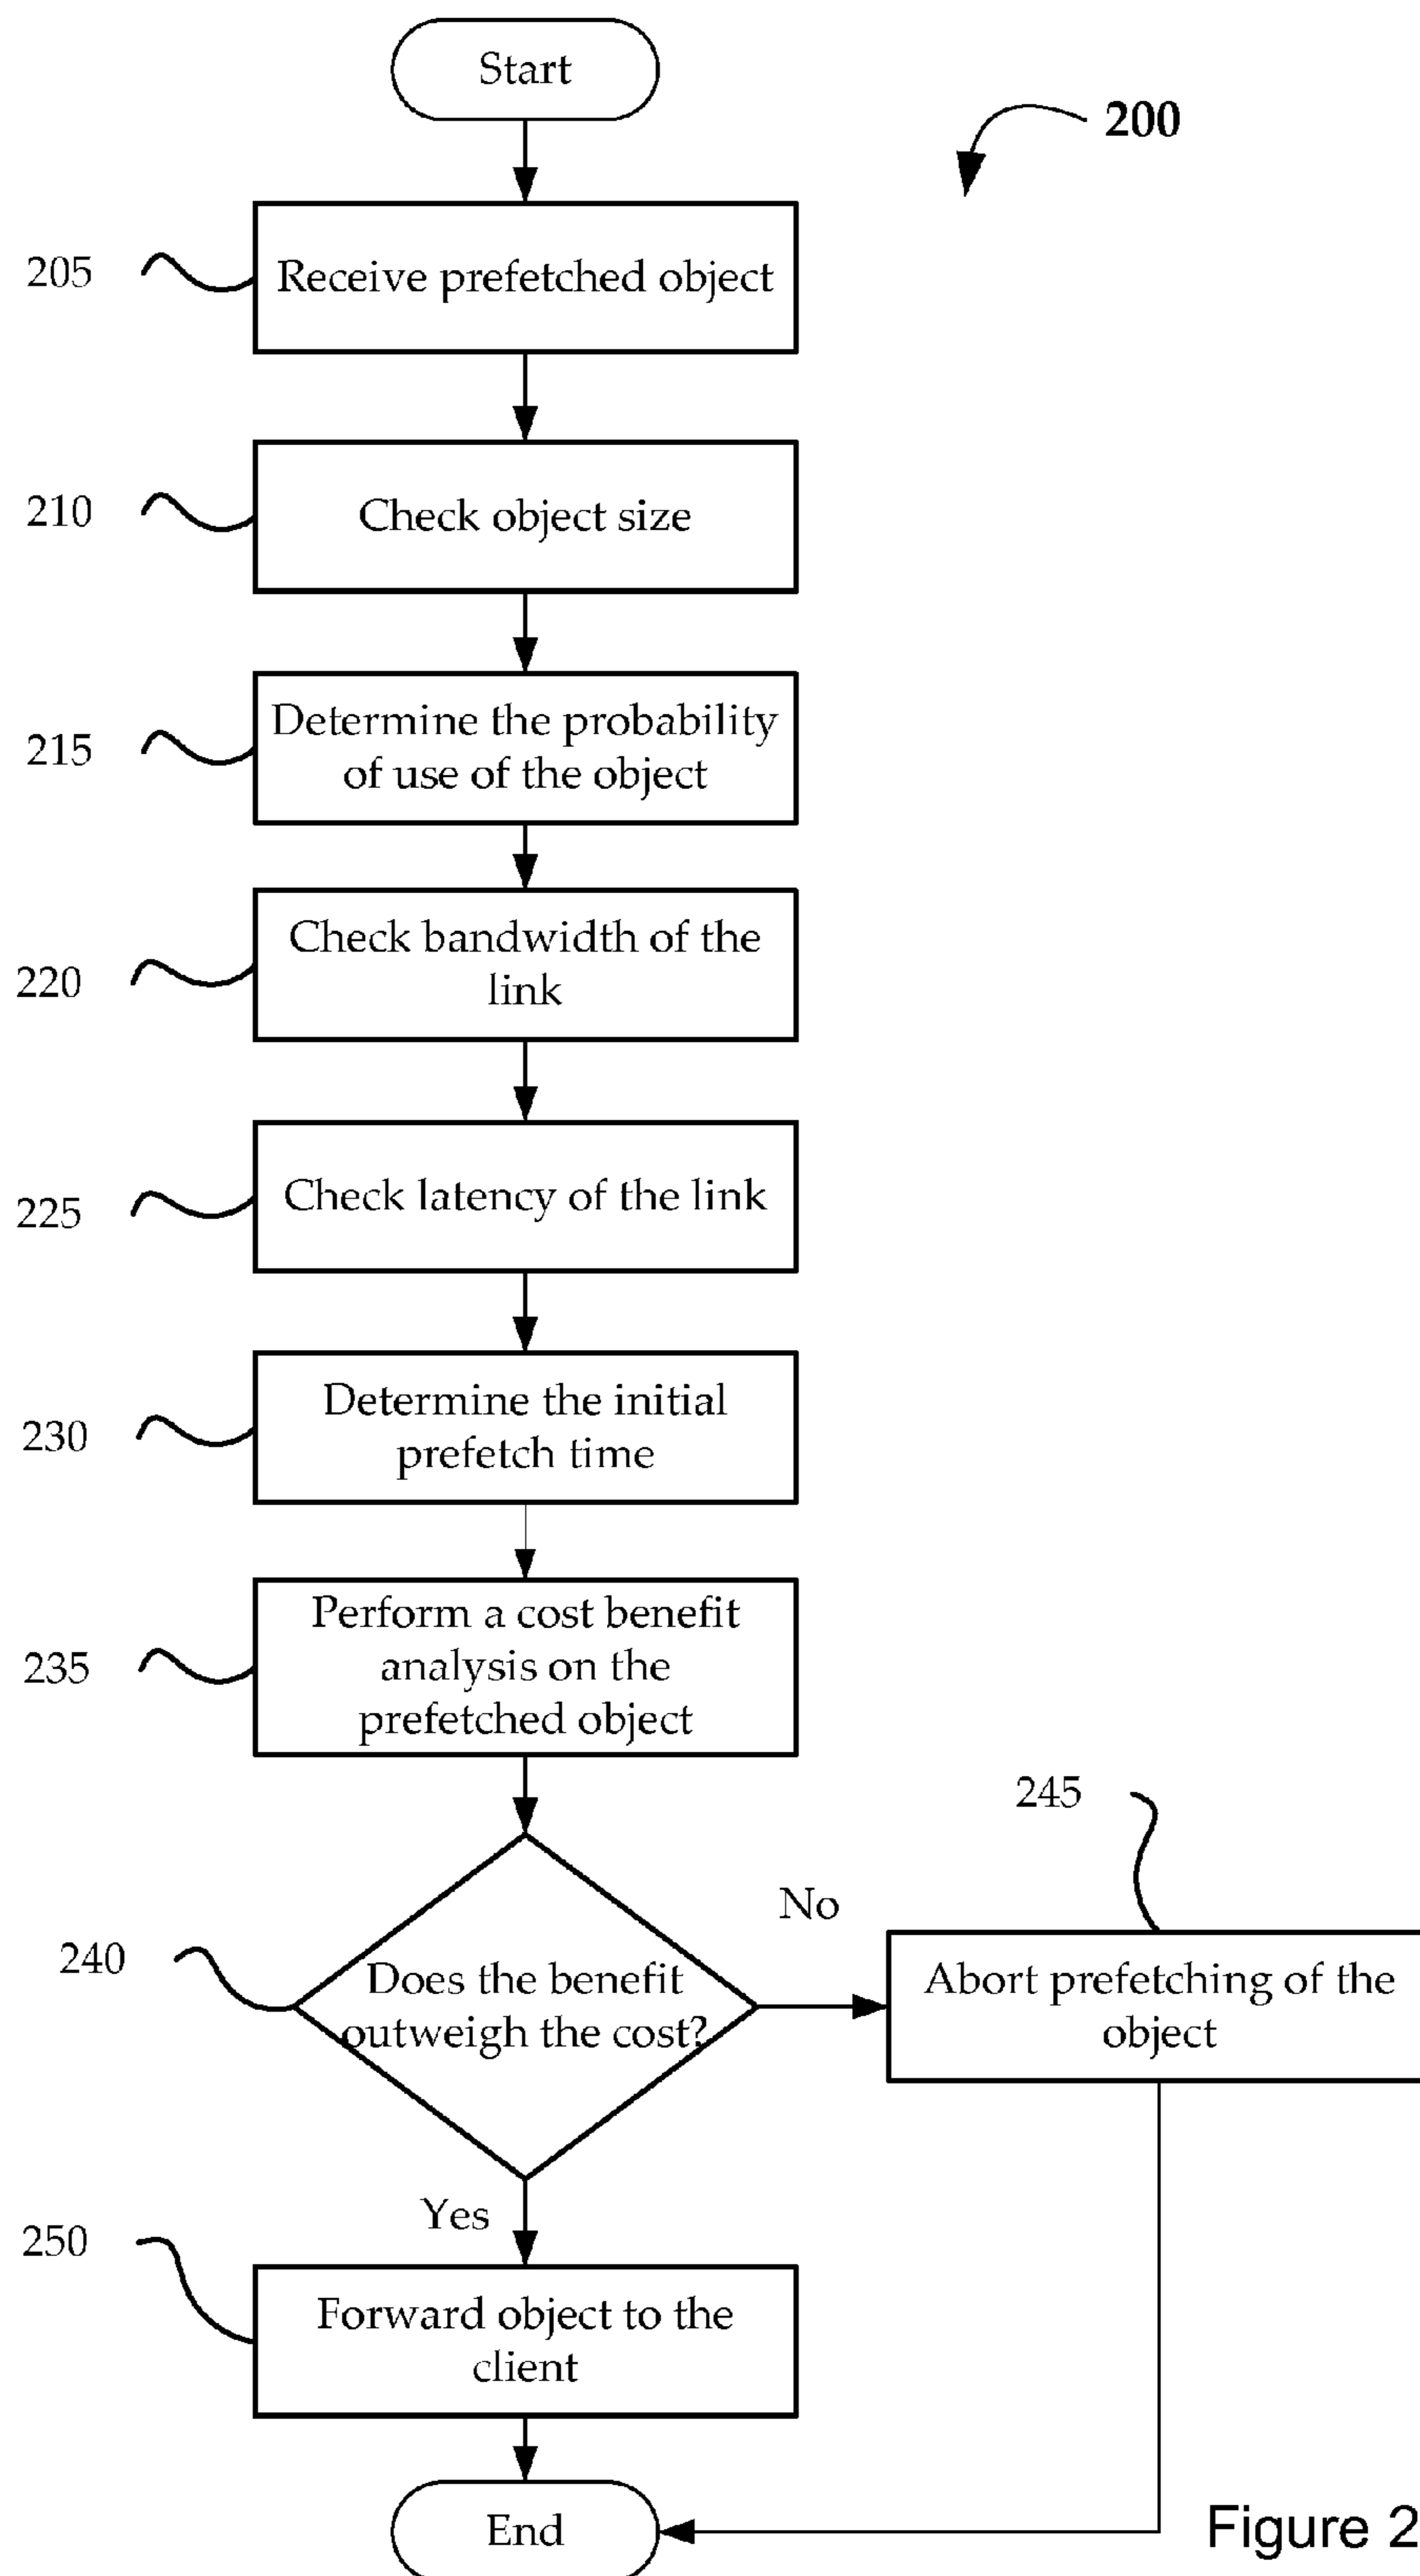 Start
200
205
Receive prefetched object
210
Check object size
215
Determine the probability
of use of the object
220
Check bandwidth of the
link
225
Check latency of the link
230
Determine the initial
prefetch time
235
Perform a cost benefit
analysis on the
prefetched object
245
No
240
Does the benefit
outweigh the cost?
Abort prefetching of the
object
Yes
250
Forward object to the
client
End
Figure 2